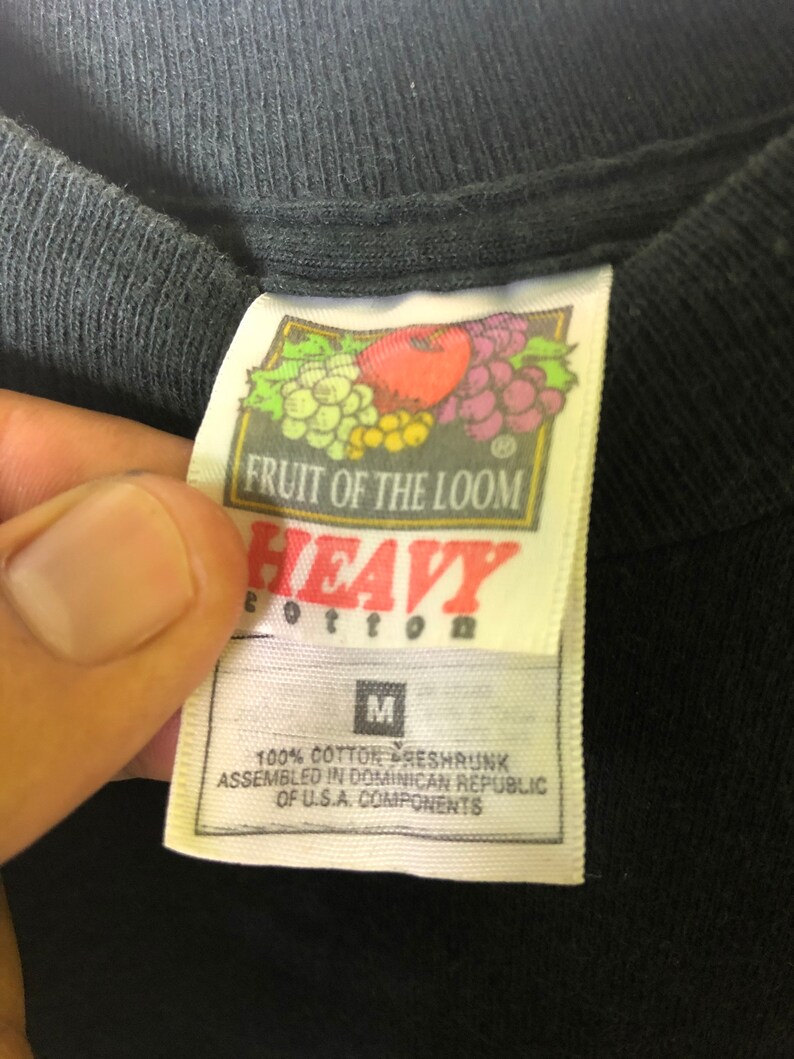 ®
FRUIT OF THE LOOM
HEAVY
cotton
M
100% COTTON PRESHRUNK
ASSEMBLED IN DOMINICAN REPUBLIC
OF U.S.A. COMPONENTS